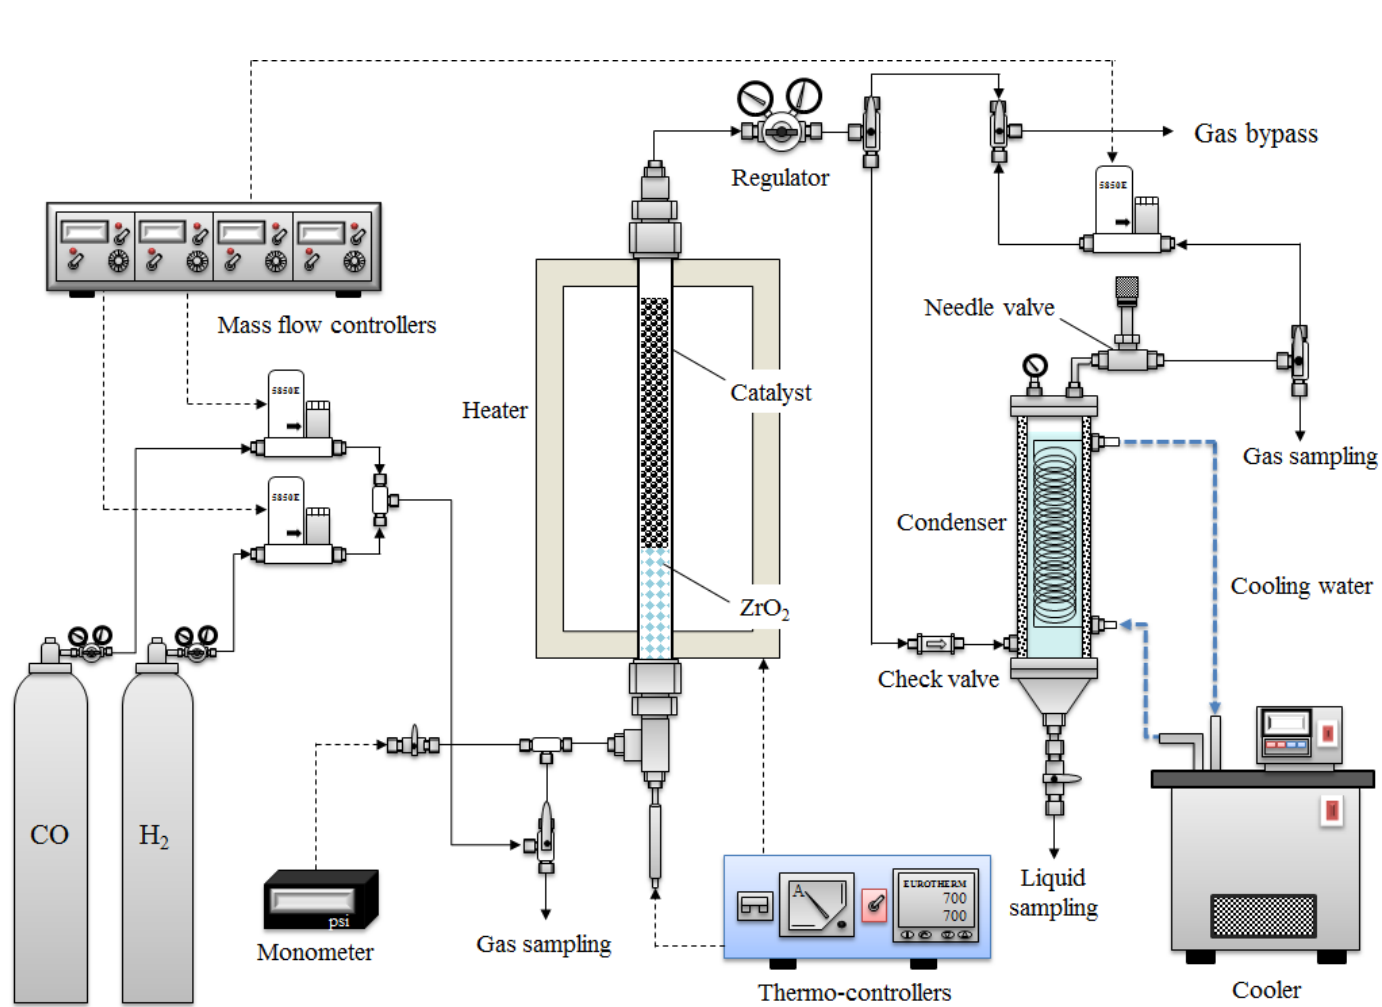 Gas bypass
Regulator
5850E
Needle valve
Mass flow controllers
5850E
Catalyst
Heater
Gas sampling
5850E
Condenser
Cooling water
ZrO2
Check valve
CO
H2
Liquid
sampling
A
EUROTHERM
700
700
psi
Monometer
Gas sampling
Thermo-controllers
Cooler